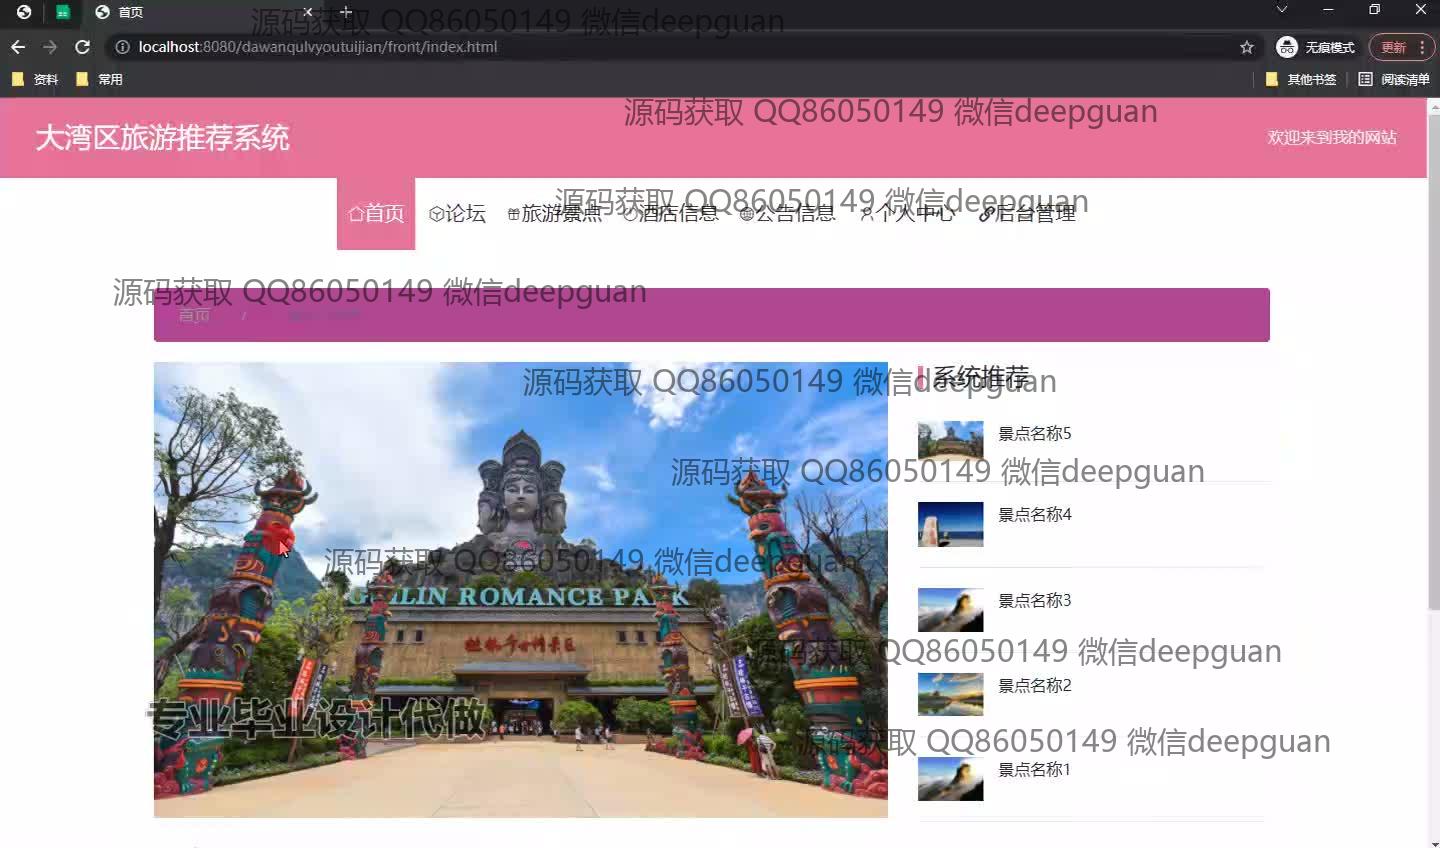 首页
源码获取 QQ86050149 微信deepguan
localhost:8080/dawanqulvyoutuijian/front/index.html
无痕模式
更新
资料
常用
其他书签
阅读清单
源码获取 QQ86050149 微信deepguan
大湾区旅游推荐系统
欢迎来到我的网站
源码获取 QQ86050149 微信deepguan
首页
论坛
旅游景点
酒店信息
公告信息
个人中心
后台管理
源码获取 QQ86050149 微信deepguan
首页 /
源码获取 QQ86050149 微信deepguan
系统推荐
景点名称5
源码获取 QQ86050149 微信deepguan
景点名称4
源码获取 QQ86050149 微信deepguan
GUILIN ROMANCE PARK
桂林千古情景区
景点名称3
源码获取 QQ86050149 微信deepguan
景点名称2
专业毕业设计代做
源码获取 QQ86050149 微信deepguan
景点名称1